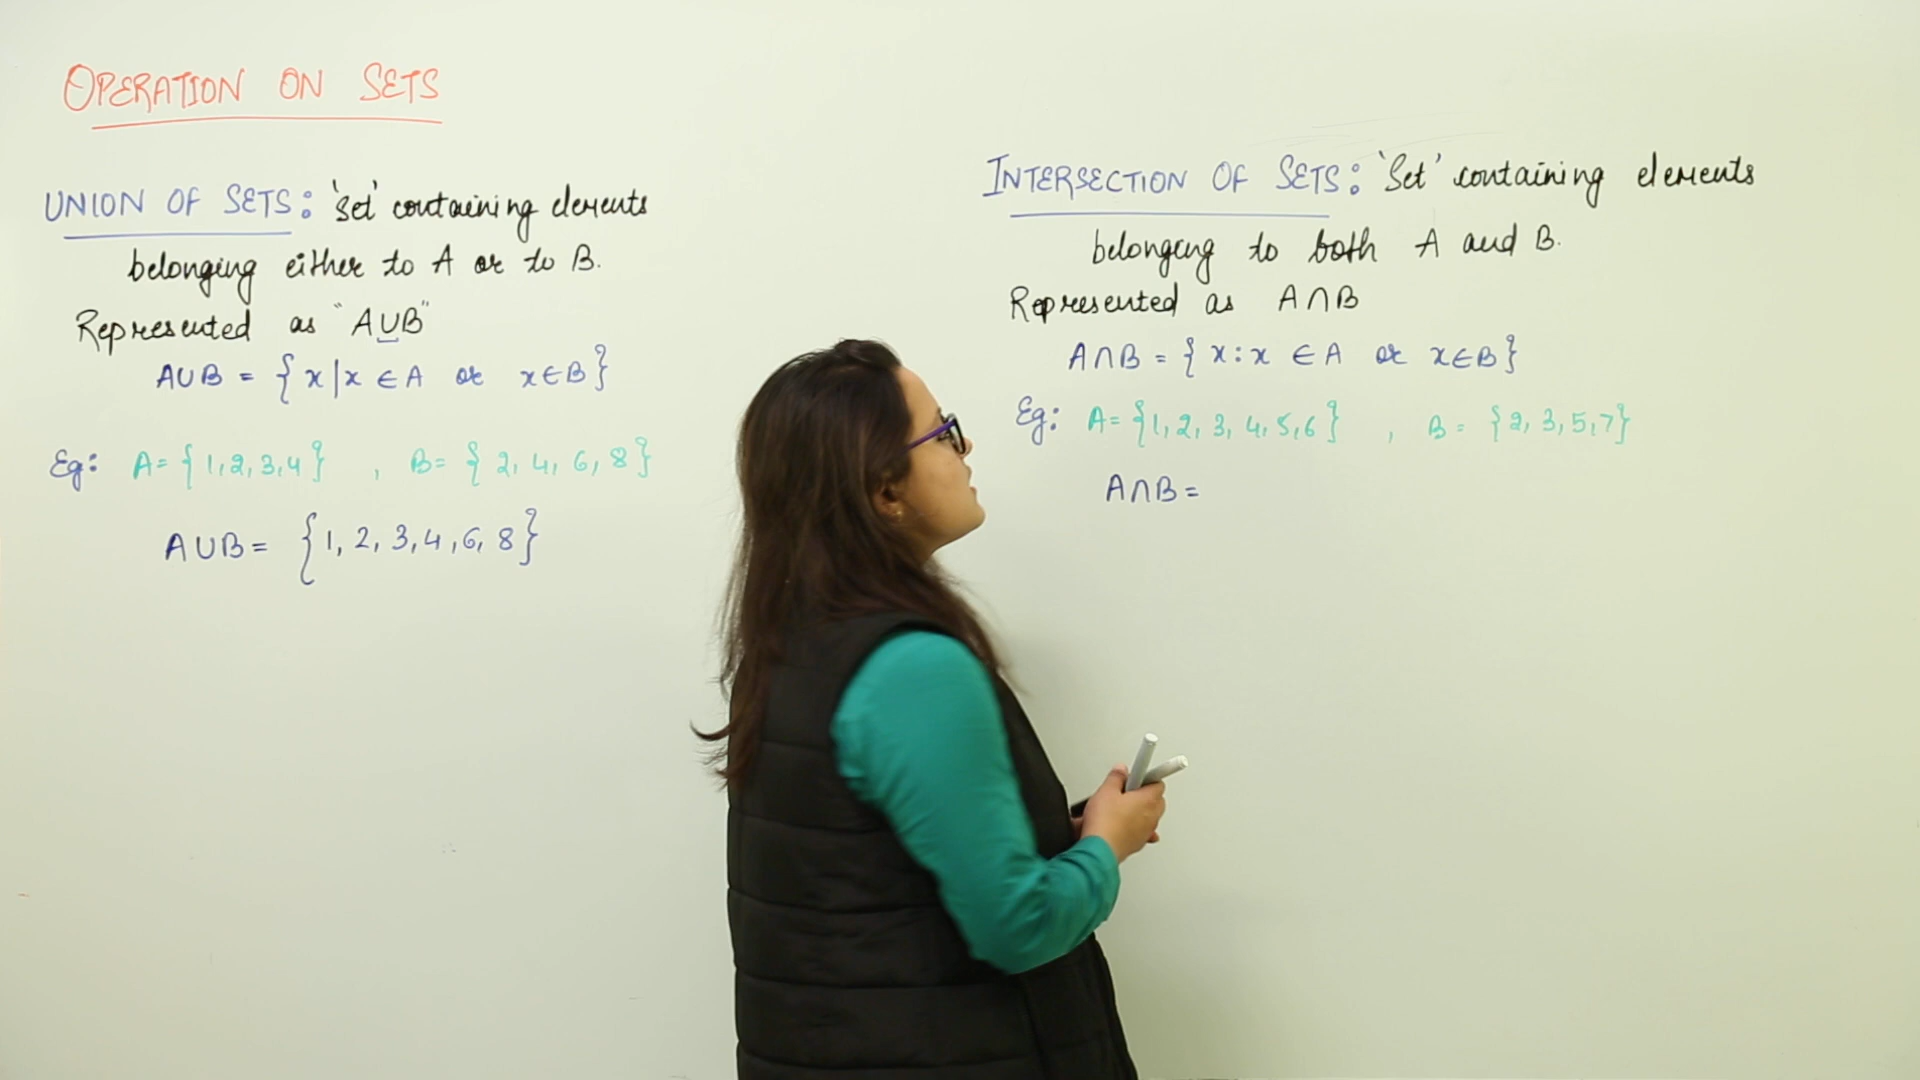 OPERATION ON SETS
UNION OF SETS: 'Set' containing elements
belonging either to A or to B.
Represented as "A∪B"
A∪B = {x|x ∈ A or x∈B}
Eg: A= {1,2,3,4} , B= {2, 4, 6, 8}
A∪B= {1, 2, 3,4,6, 8}
INTERSECTION OF SETS: 'Set' containing elements
belonging to both A and B.
Represented as A∩B
A∩B = {x:x ∈A or x∈B}
Eg: A= {1,2, 3, 4,5,6} , B= {2, 3,5,7}
A∩B=